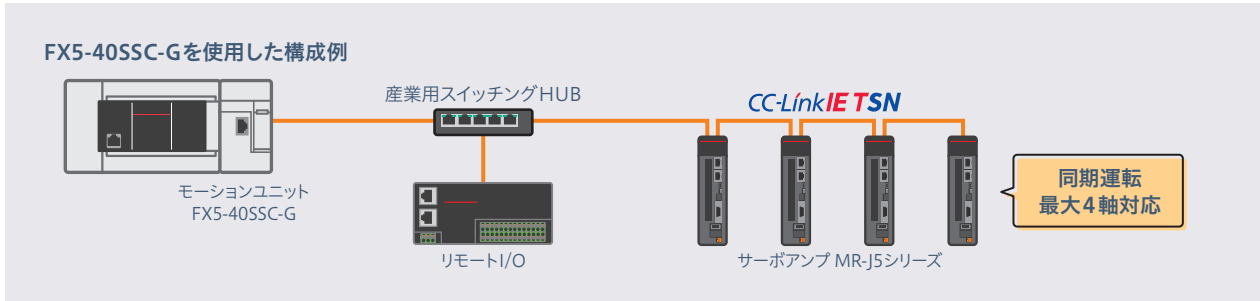 FX5-40SSC-Gを使用した構成例
産業用スイッチングHUB
CC-Link IE TSN
モーションユニット
FX5-40SSC-G
リモートI/O
サーボアンプ MR-J5シリーズ
同期運転
最大4軸対応